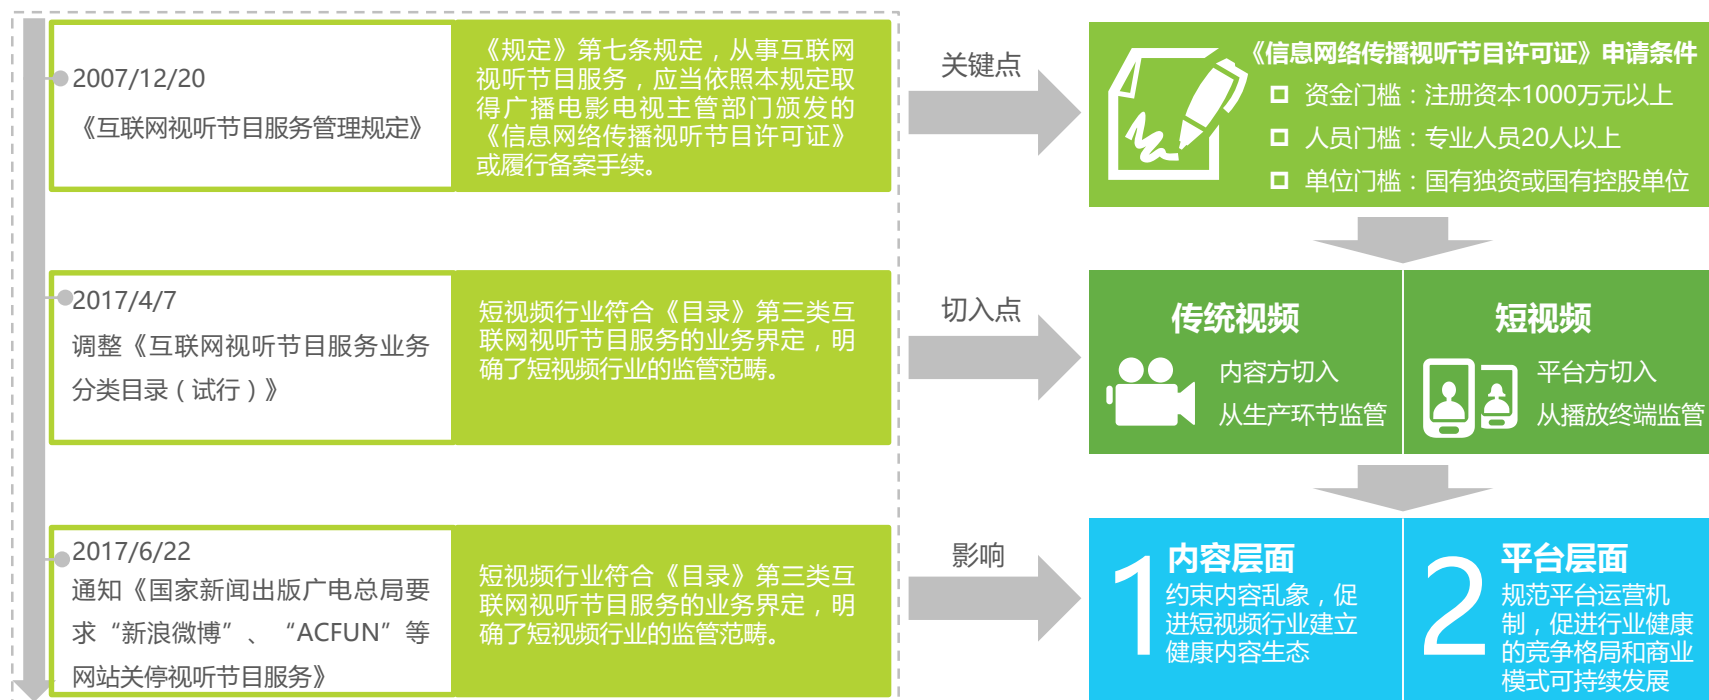 2007/12/20
《互联网视听节目服务管理规定》
《规定》第七条规定，从事互联网
视听节目服务，应当依照本规定取
得广播电影电视主管部门颁发的
《信息网络传播视听节目许可证》
或履行备案手续。
关键点
《信息网络传播视听节目许可证》申请条件
资金门槛：注册资本1000万元以上
人员门槛：专业人员20人以上
单位门槛：国有独资或国有控股单位
2017/4/7
调整《互联网视听节目服务业务
分类目录（试行）》
短视频行业符合《目录》第三类互
联网视听节目服务的业务界定，明
确了短视频行业的监管范畴。
切入点
传统视频
内容方切入
从生产环节监管
短视频
平台方切入
从播放终端监管
2017/6/22
通知《国家新闻出版广电总局要
求“新浪微博”、“ACFUN”等
网站关停视听节目服务》
短视频行业符合《目录》第三类互
联网视听节目服务的业务界定，明
确了短视频行业的监管范畴。
影响
1
内容层面
约束内容乱象，促
进短视频行业建立
健康内容生态
2
平台层面
规范平台运营机
制，促进行业健康
的竞争格局和商业
模式可持续发展